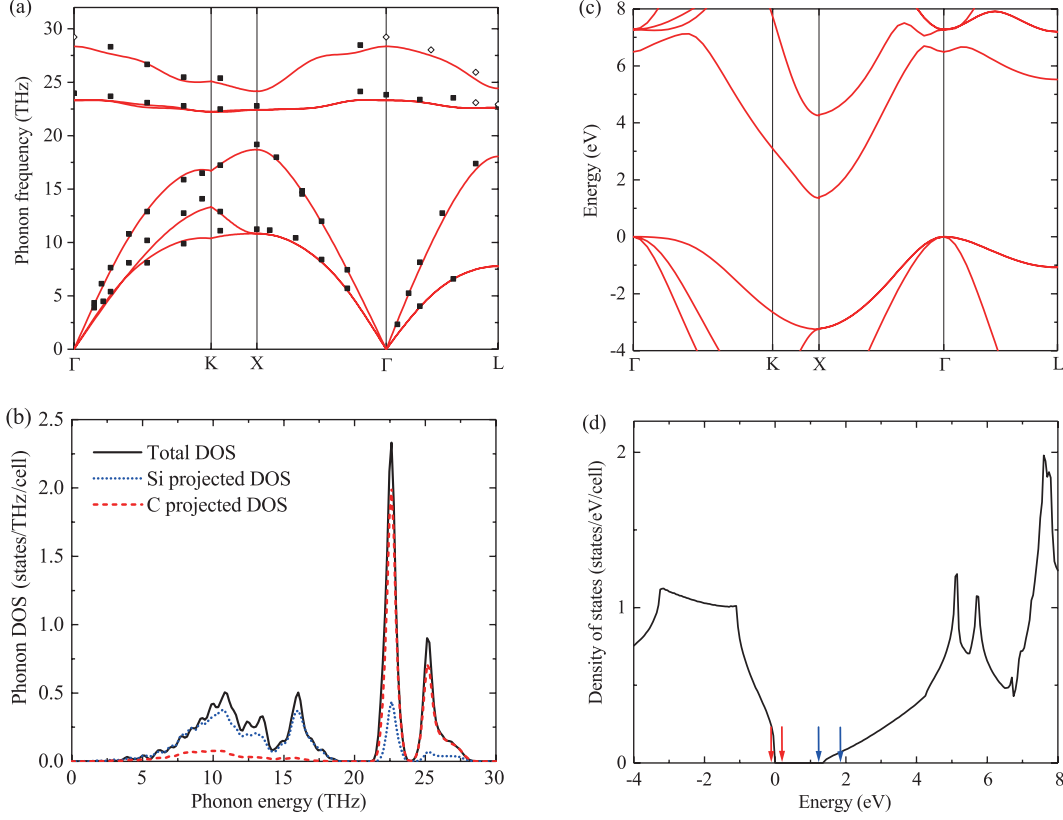 (a)
30
25
20
15
10
5
0
Phonon frequency (THz)
Γ K X Γ L
(c)
8
6
4
2
0
-2
-4
Energy (eV)
Γ K X Γ L
(b)
2.5
2.0
1.5
1.0
0.5
0.0
Phonon DOS (states/THz/cell)
Total DOS
Si projected DOS
C projected DOS
0 5 10 15 20 25 30
Phonon energy (THz)
(d)
2
1
0
Density of states (states/eV/cell)
-4 -2 0 2 4 6 8
Energy (eV)